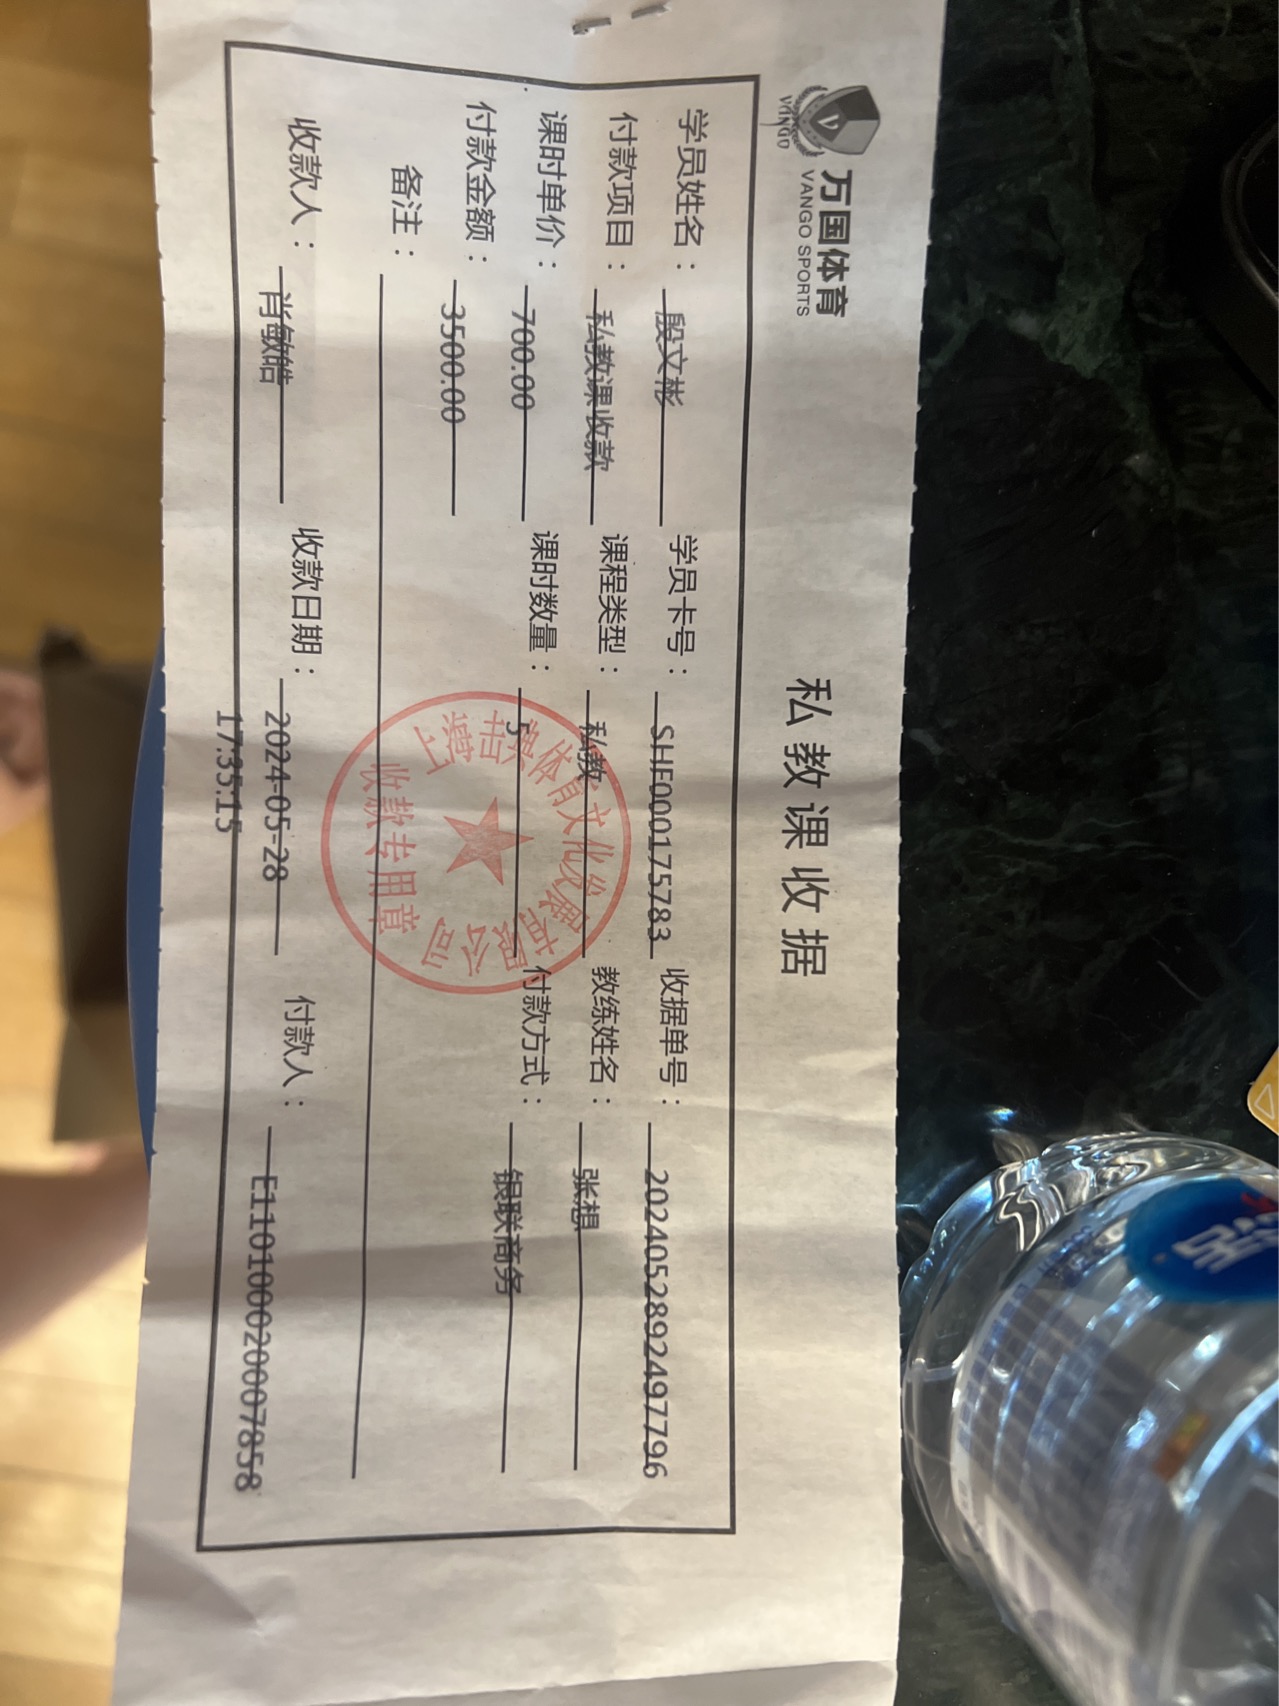 VANGO
万国体育
VANGO SPORTS
私教课收据
学员姓名： 殷文彬 学员卡号： SHF000175783 收据单号： 2024052892497796
付款项目： 私教课收款 课程类型： 私教 教练姓名： 张想
课时单价： 700.00 课时数量： 5 付款方式： 银联商务
付款金额： 3500.00
备注：
收款人： 肖敏皓 收款日期： 2024-05-28 付款人： E1101000200007858
17:35:15
收款专用章